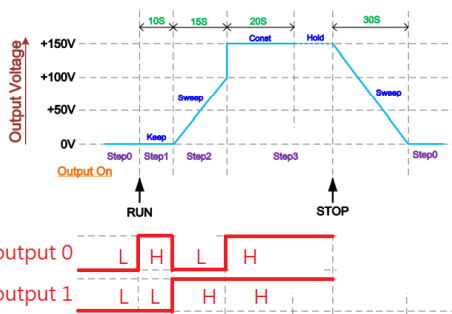 10S 15S 20S 30S
Output Voltage
+150V
+100V
+50V
0V
Const
Hold
Sweep
Sweep
Keep
Step0 Step1 Step2 Step3 Step0
Output On
RUN
STOP
output 0
L H L H
output 1
L L H H